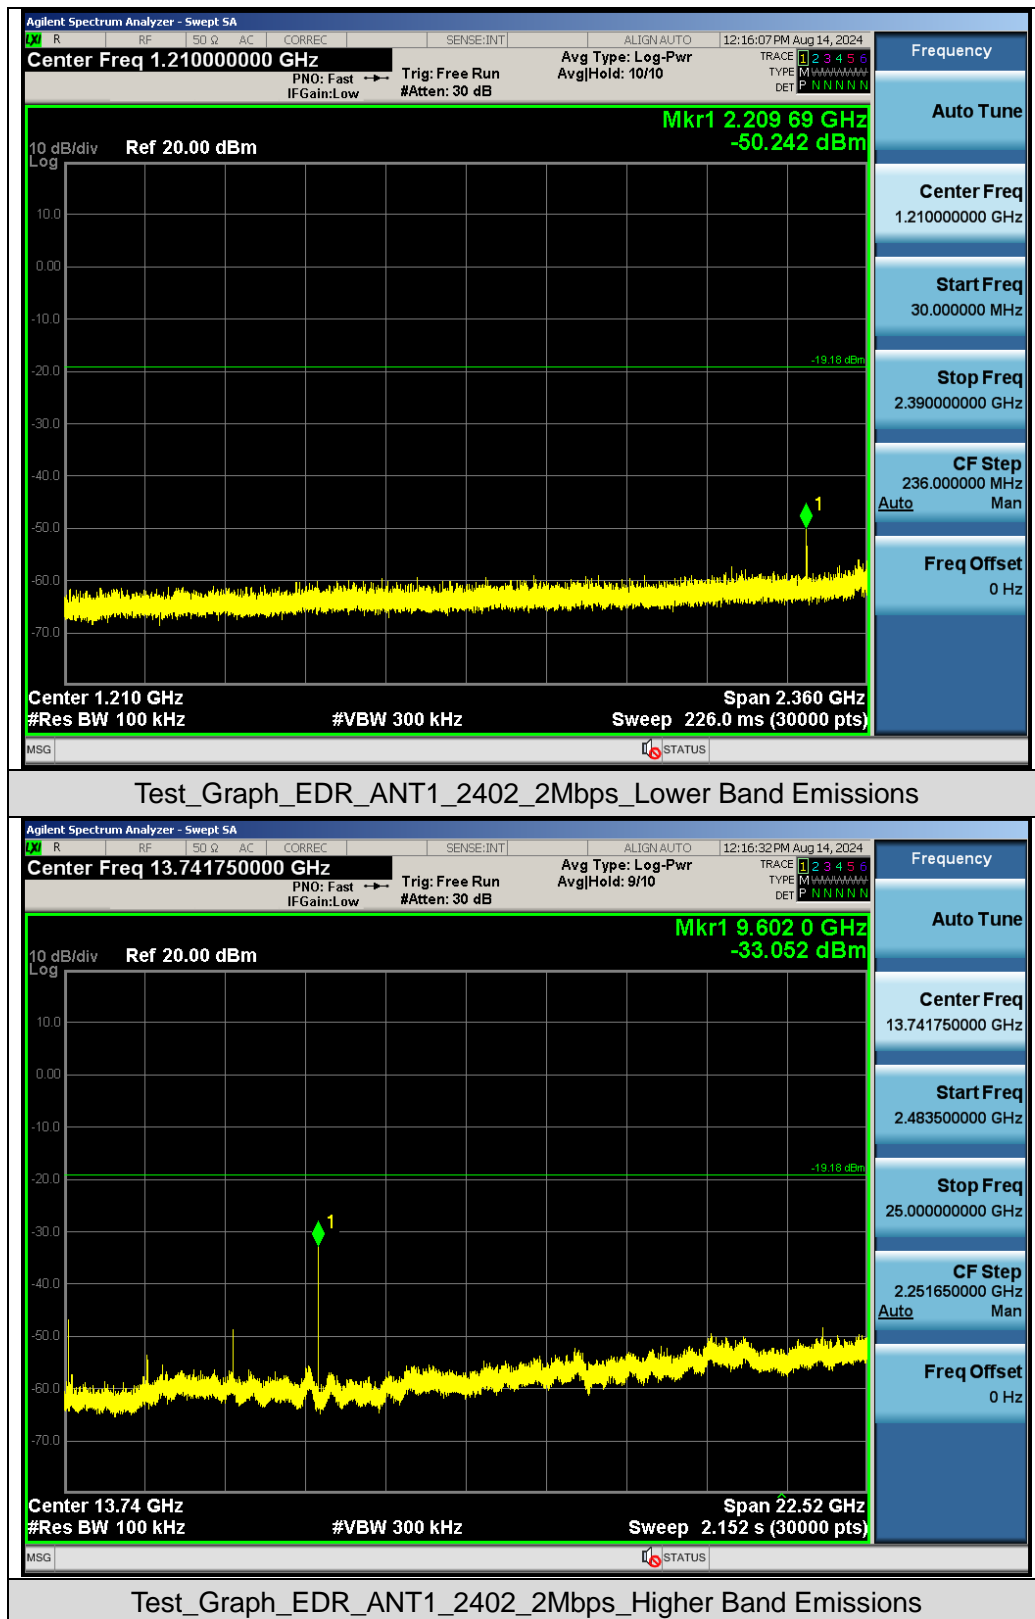 Agilent Spectrum Analyzer - Swept SA
LXI R RF 50 Ω AC CORREC SENSE:INT ALIGN AUTO 12:16:07 PM Aug 14, 2024
Center Freq 1.210000000 GHz
PNO: Fast
IFGain:Low
Trig: Free Run
#Atten: 30 dB
Avg Type: Log-Pwr
Avg|Hold: 10/10
TRACE 1 2 3 4 5 6
TYPE M WWWWW
DET P N N N N N
Mkr1 2.209 69 GHz
-50.242 dBm
10 dB/div Ref 20.00 dBm
Log
10.0
0.00
-10.0
-19.18 dBm
-20.0
-30.0
-40.0
1
-50.0
-60.0
-70.0
Center 1.210 GHz Span 2.360 GHz
#Res BW 100 kHz #VBW 300 kHz Sweep 226.0 ms (30000 pts)
MSG STATUS
Frequency
Auto Tune
Center Freq
1.210000000 GHz
Start Freq
30.000000 MHz
Stop Freq
2.390000000 GHz
CF Step
236.000000 MHz
Auto Man
Freq Offset
0 Hz
Test_Graph_EDR_ANT1_2402_2Mbps_Lower Band Emissions
Agilent Spectrum Analyzer - Swept SA
LXI R RF 50 Ω AC CORREC SENSE:INT ALIGN AUTO 12:16:32 PM Aug 14, 2024
Center Freq 13.741750000 GHz
PNO: Fast
IFGain:Low
Trig: Free Run
#Atten: 30 dB
Avg Type: Log-Pwr
Avg|Hold: 9/10
TRACE 1 2 3 4 5 6
TYPE M WWWWW
DET P N N N N N
Mkr1 9.602 0 GHz
-33.052 dBm
10 dB/div Ref 20.00 dBm
Log
10.0
0.00
-10.0
-19.18 dBm
-20.0
1
-30.0
-40.0
-50.0
-60.0
-70.0
Center 13.74 GHz Span 22.52 GHz
#Res BW 100 kHz #VBW 300 kHz Sweep 2.152 s (30000 pts)
MSG STATUS
Frequency
Auto Tune
Center Freq
13.741750000 GHz
Start Freq
2.483500000 GHz
Stop Freq
25.000000000 GHz
CF Step
2.251650000 GHz
Auto Man
Freq Offset
0 Hz
Test_Graph_EDR_ANT1_2402_2Mbps_Higher Band Emissions